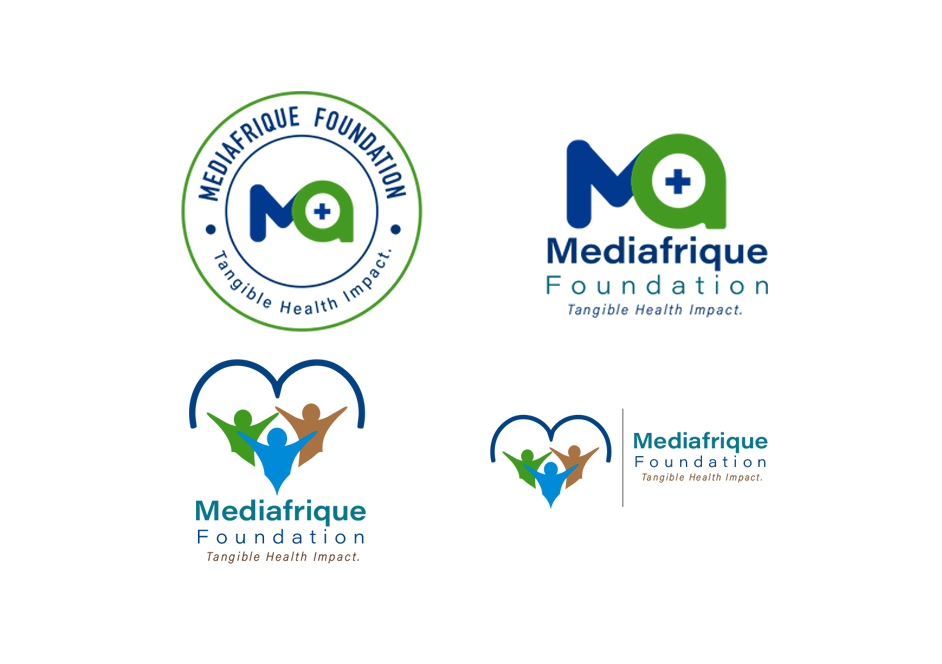 MEDIAFRIQUE FOUNDATION
Ma
Tangible Health Impact.
Ma
Mediafrique
Foundation
Tangible Health Impact.
Mediafrique
Foundation
Tangible Health Impact.
Mediafrique
Foundation
Tangible Health Impact.